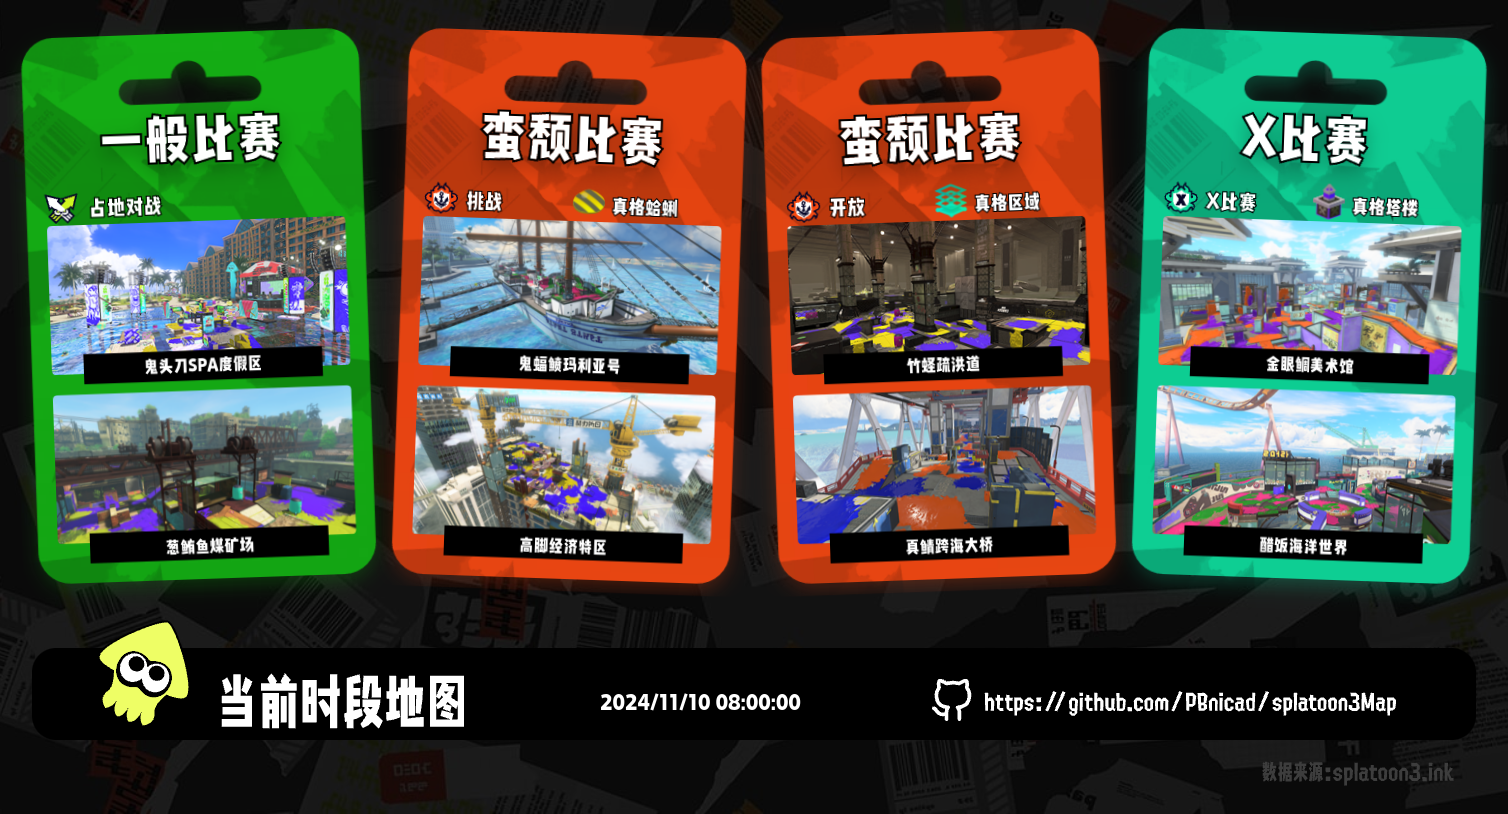 一般比赛
占地对战
鬼头刀SPA度假区
葱鲔鱼煤矿场
蛮颓比赛
挑战
真格蛤蜊
鬼蝠鲼玛利亚号
高脚经济特区
蛮颓比赛
开放
真格区域
竹蛏疏洪道
真鲭跨海大桥
X比赛
X比赛
真格塔楼
金眼鲷美术馆
醋饭海洋世界
当前时段地图
2024/11/10 08:00:00
https://github.com/PBnicad/splatoon3Map
数据来源:splatoon3.ink